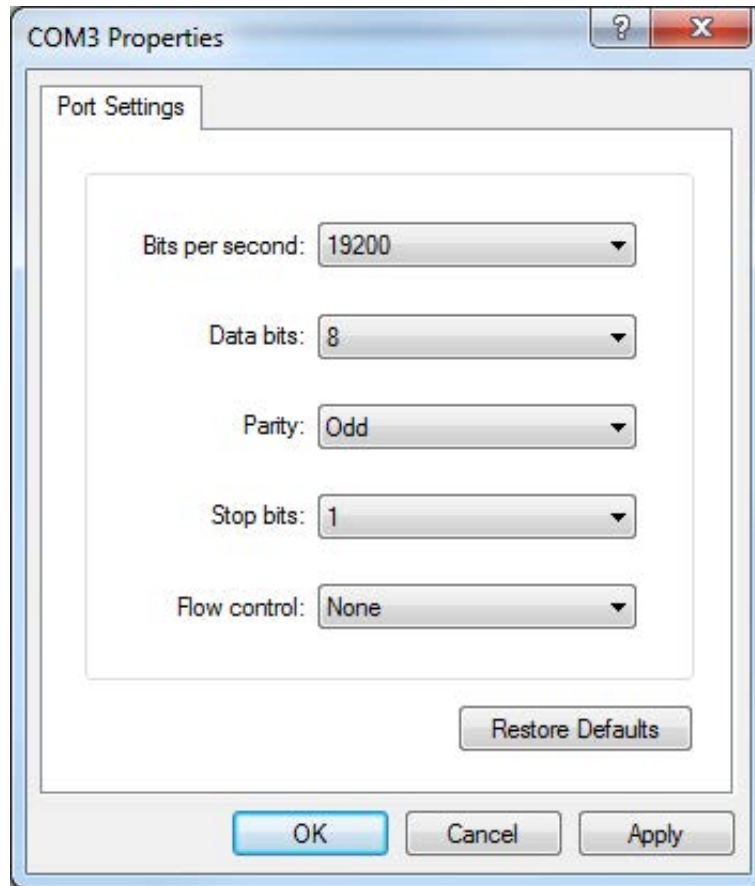 COM3 Properties
Port Settings
Bits per second: 19200
Data bits: 8
Parity: Odd
Stop bits: 1
Flow control: None
Restore Defaults
OK Cancel Apply